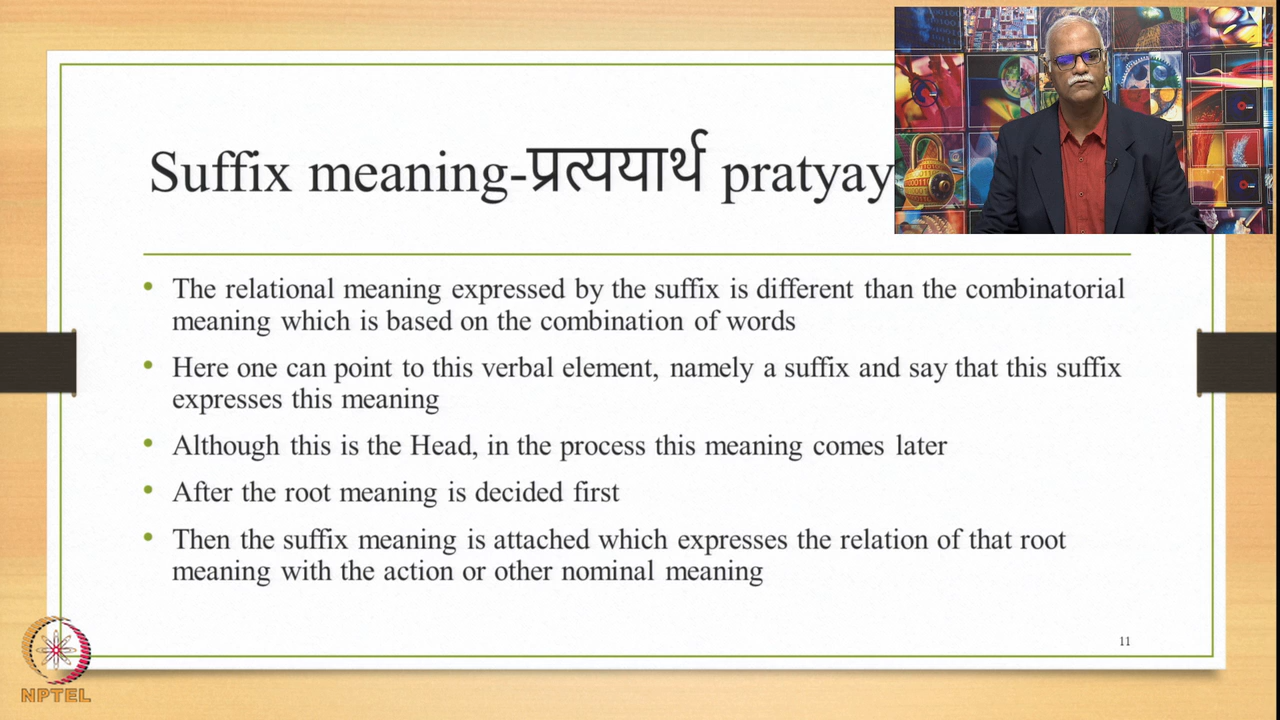 Suffix meaning-प्रत्ययार्थ pratyay
The relational meaning expressed by the suffix is different than the combinatorial
meaning which is based on the combination of words
Here one can point to this verbal element, namely a suffix and say that this suffix
expresses this meaning
Although this is the Head, in the process this meaning comes later
After the root meaning is decided first
Then the suffix meaning is attached which expresses the relation of that root
meaning with the action or other nominal meaning
11
NPTEL